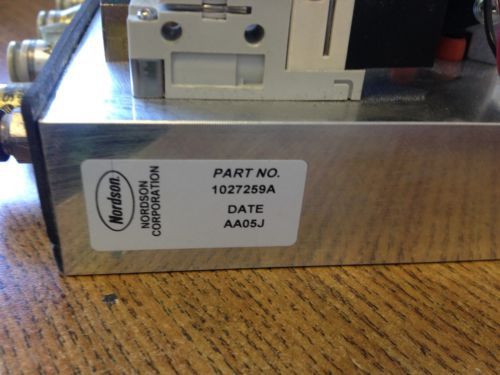 Nordson
NORDSON
CORPORATION
PART NO.
1027259A
DATE
AA05J